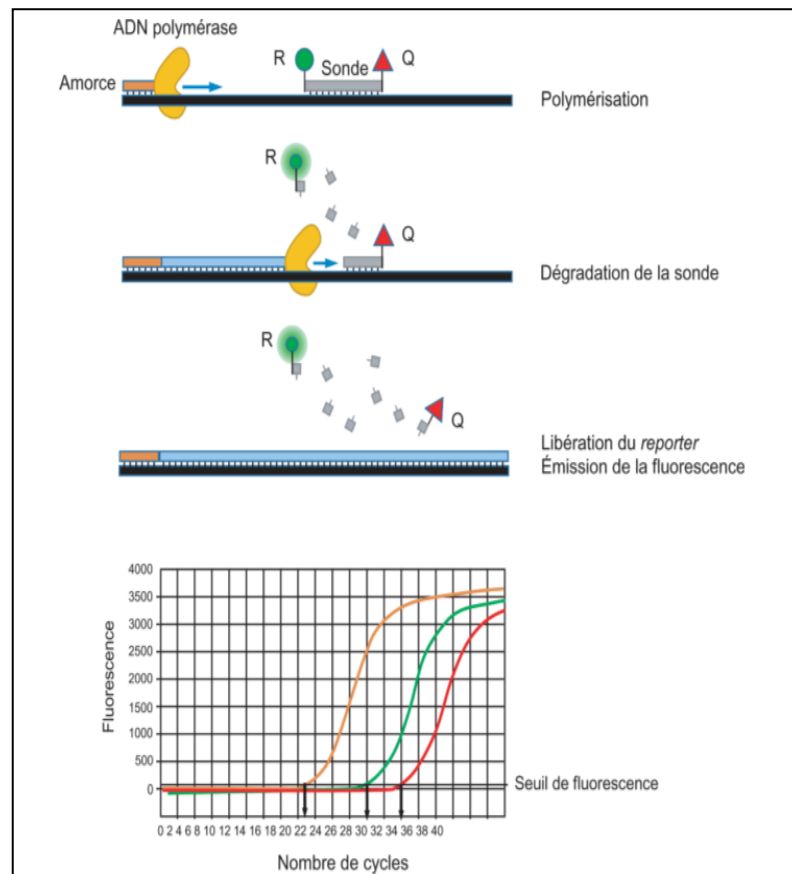 ADN polymérase
R
Sonde
Q
Amorce
Polymérisation
R
Q
Dégradation de la sonde
R
Q
Libération du reporter
Émission de la fluorescence
4000
3500
3000
2500
2000
1500
1000
500
0
Fluorescence
Seuil de fluorescence
0 2 4 6 8 10 12 14 16 18 20 22 24 26 28 30 32 34 36 38 40
Nombre de cycles